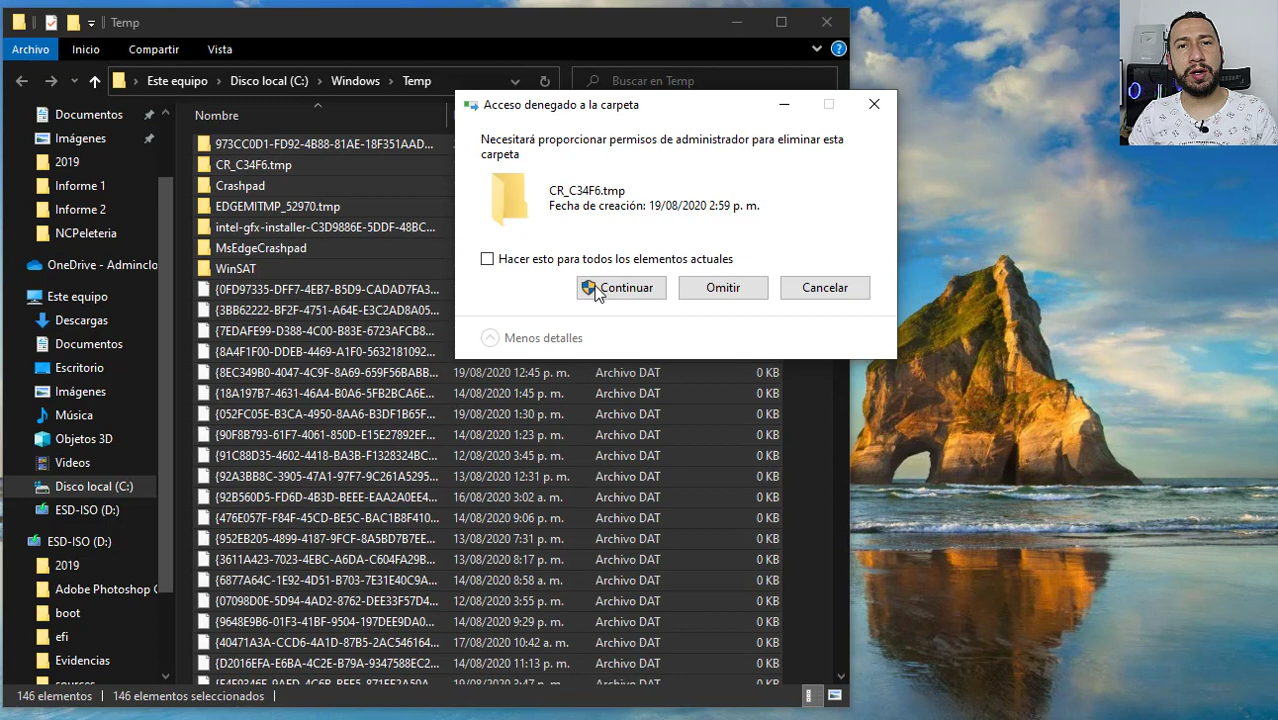 Temp
Archivo Inicio Compartir Vista
Este equipo Disco local (C:) Windows Temp
Buscar en Temp
Documentos
Imágenes
2019
Informe 1
Informe 2
NCPeleteria
OneDrive - Adminclo
Este equipo
Descargas
Documentos
Escritorio
Imágenes
Música
Objetos 3D
Videos
Disco local (C:)
ESD-ISO (D:)
ESD-ISO (D:)
2019
Adobe Photoshop
boot
efi
Evidencias
Nombre
973CC0D1-FD92-4B88-81AE-18F351AAD...
CR_C34F6.tmp
Crashpad
EDGEMITMP_52970.tmp
intel-gfx-installer-C3D9886E-5DDF-48BC...
MsEdgeCrashpad
WinSAT
{0FD97335-DFF7-4EB7-B5D9-CADAD7FA3...
{3BB62222-BF2F-4751-A64E-E3C2AD8A05...
{7EDAFE99-D388-4C00-B83E-6723AFCB8...
{8A4F1F00-DDEB-4469-A1F0-5632181092...
{8EC349B0-4047-4C9F-8A69-659F56BABB... 19/08/2020 12:45 p. m. Archivo DAT 0 KB
{18A197B7-4631-46A4-B0A6-5FB2BCA6E... 14/08/2020 1:45 p. m. Archivo DAT 0 KB
{052FC05E-B3CA-4950-8AA6-B3DF1B65F... 19/08/2020 1:30 p. m. Archivo DAT 0 KB
{90F8B793-61F7-4061-850D-E15E27892EF... 14/08/2020 1:23 p. m. Archivo DAT 0 KB
{91C88D35-4602-4418-BA3B-F1328324BC... 12/08/2020 3:45 p. m. Archivo DAT 0 KB
{92A3BB8C-3905-47A1-97F7-9C261A5295... 13/08/2020 12:31 p. m. Archivo DAT 0 KB
{92B560D5-FD6D-4B3D-BEEE-EAA2A0EE4... 16/08/2020 3:02 a. m. Archivo DAT 0 KB
{476E057F-F84F-45CD-BE5C-BAC1B8F410... 14/08/2020 9:06 p. m. Archivo DAT 0 KB
{952EB205-4899-4187-9FCF-8A5BD7B7EE... 13/08/2020 7:31 p. m. Archivo DAT 0 KB
{3611A423-7023-4EBC-A6DA-C604FA29B... 13/08/2020 8:17 p. m. Archivo DAT 0 KB
{6877A64C-1E92-4D51-B703-7E31E40C9A... 14/08/2020 8:58 a. m. Archivo DAT 0 KB
{07098D0E-5D94-4AD2-8762-DEE33F57D4... 12/08/2020 3:55 p. m. Archivo DAT 0 KB
{9648E9B6-01F3-41BF-9504-197DEE9DA0... 14/08/2020 9:29 p. m. Archivo DAT 0 KB
{40471A3A-CCD6-4A1D-87B5-2AC546164... 17/08/2020 10:42 a. m. Archivo DAT 0 KB
{D2016EFA-E6BA-4C2E-B79A-9347588EC2... 14/08/2020 11:13 p. m. Archivo DAT 0 KB
146 elementos 146 elementos seleccionados
Acceso denegado a la carpeta
Necesitará proporcionar permisos de administrador para eliminar esta
carpeta
CR_C34F6.tmp
Fecha de creación: 19/08/2020 2:59 p. m.
Hacer esto para todos los elementos actuales
Continuar Omitir Cancelar
Menos detalles